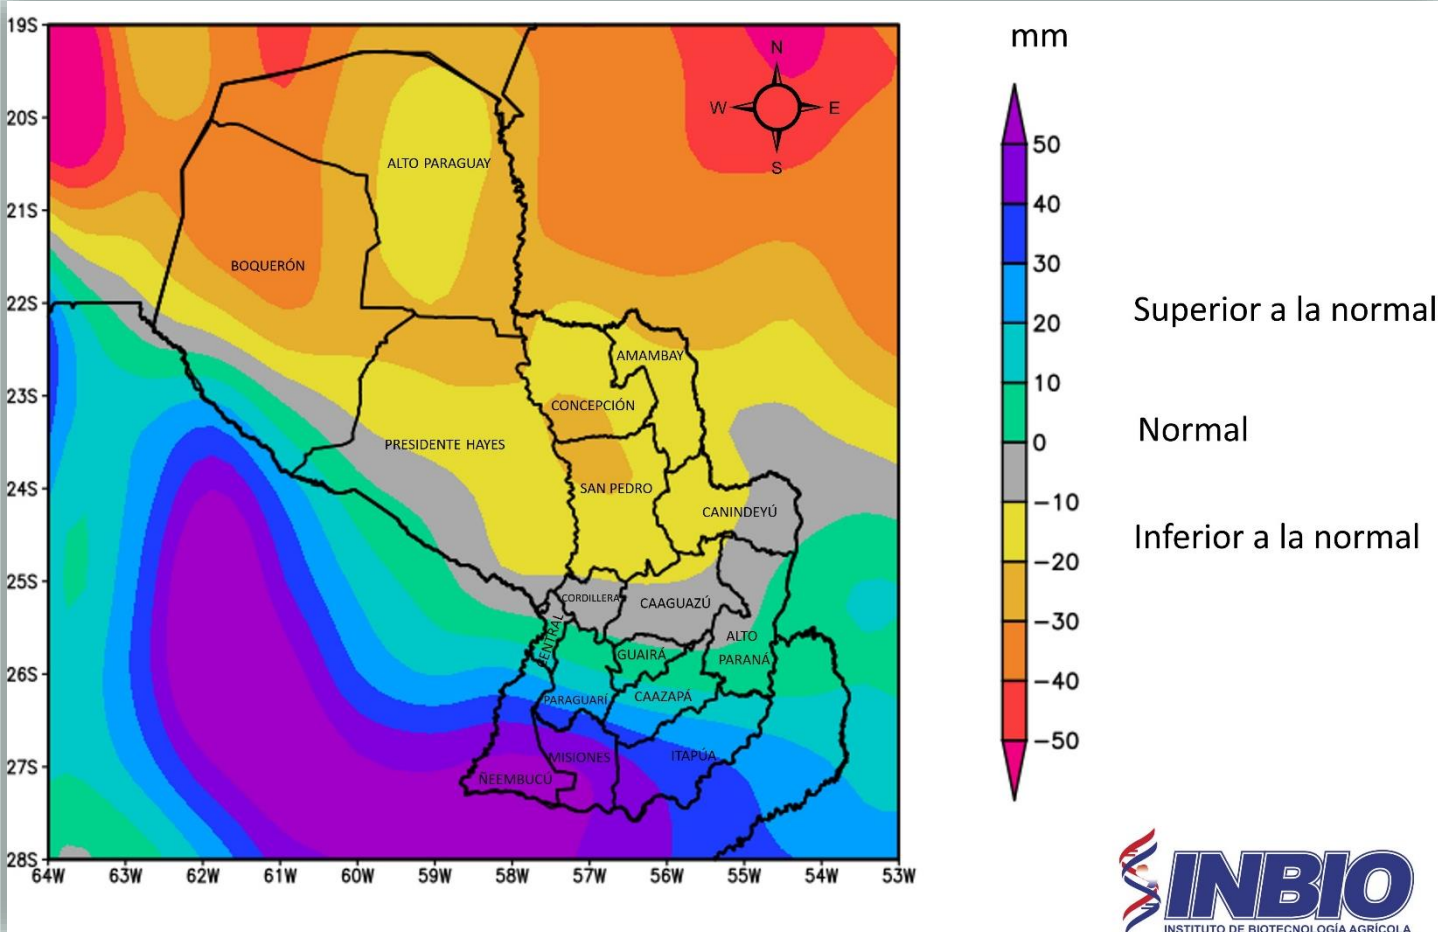 mm
19S
20S
21S
22S
23S
24S
25S
26S
27S
28S
64W 63W 62W 61W 60W 59W 58W 57W 56W 55W 54W 53W
N
W E
S
ALTO PARAGUAY
BOQUERÓN
AMAMBAY
CONCEPCIÓN
PRESIDENTE HAYES
SAN PEDRO
CANINDEYÚ
CORDILLERA
CAAGUAZÚ
CENTRAL
ALTO
PARANÁ
GUAIRÁ
CAAZAPÁ
PARAGUARÍ
MISIONES
ITAPÚA
ÑEEMBUCÚ
50
40
30
20
10
0
−10
−20
−30
−40
−50
Superior a la normal
Normal
Inferior a la normal
INBIO
INSTITUTO DE BIOTECNOLOGÍA AGRÍCOLA